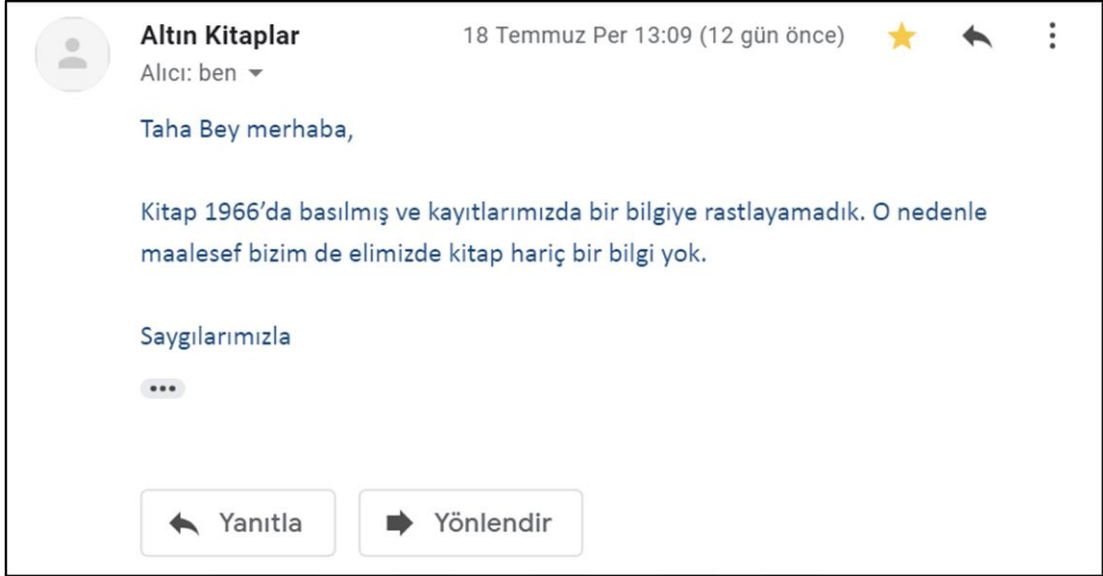 Altın Kitaplar 18 Temmuz Per 13:09 (12 gün önce)
Alıcı: ben
Taha Bey merhaba,
Kitap 1966’da basılmış ve kayıtlarımızda bir bilgiye rastlayamadık. O nedenle
maalesef bizim de elimizde kitap hariç bir bilgi yok.
Saygılarımızla
Yanıtla Yönlendir